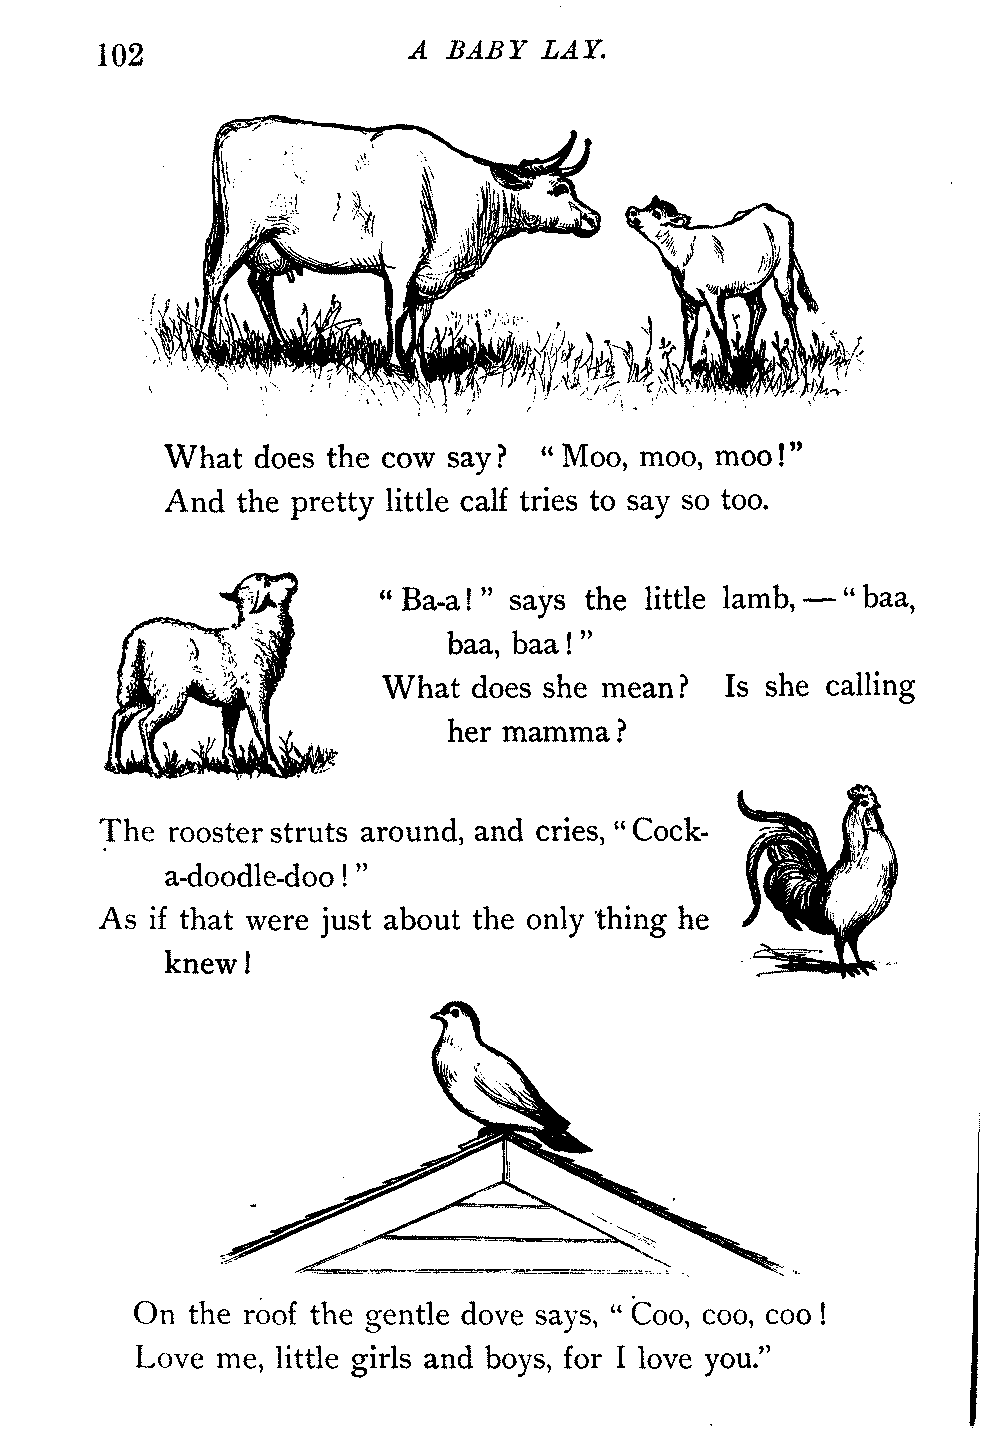 102
A BABY LAY.
What does the cow say? "Moo, moo, moo!"
And the pretty little calf tries to say so too.
"Ba-a!" says the little lamb,—"baa,
baa, baa!"
What does she mean? Is she calling
her mamma?
The rooster struts around, and cries, "Cock-
a-doodle-doo!"
As if that were just about the only thing he
knew!
On the roof the gentle dove says, "Coo, coo, coo!
Love me, little girls and boys, for I love you."